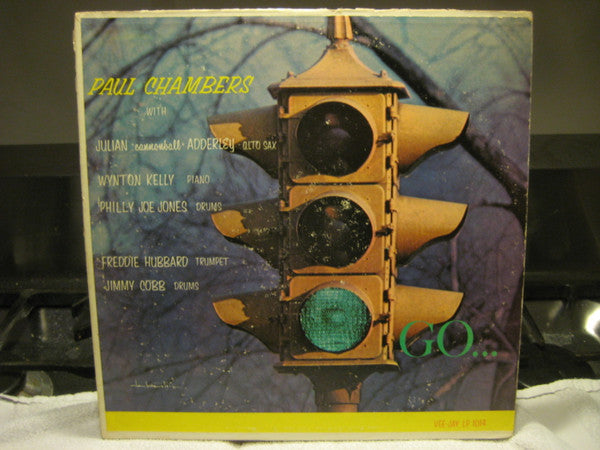 PAUL CHAMBERS
WITH
JULIAN "cannonball" ADDERLEY - ALTO SAX
WYNTON KELLY PIANO
PHILLY JOE JONES DRUMS
FREDDIE HUBBARD TRUMPET
JIMMY COBB DRUMS
GO...
VEE-JAY LP 1014